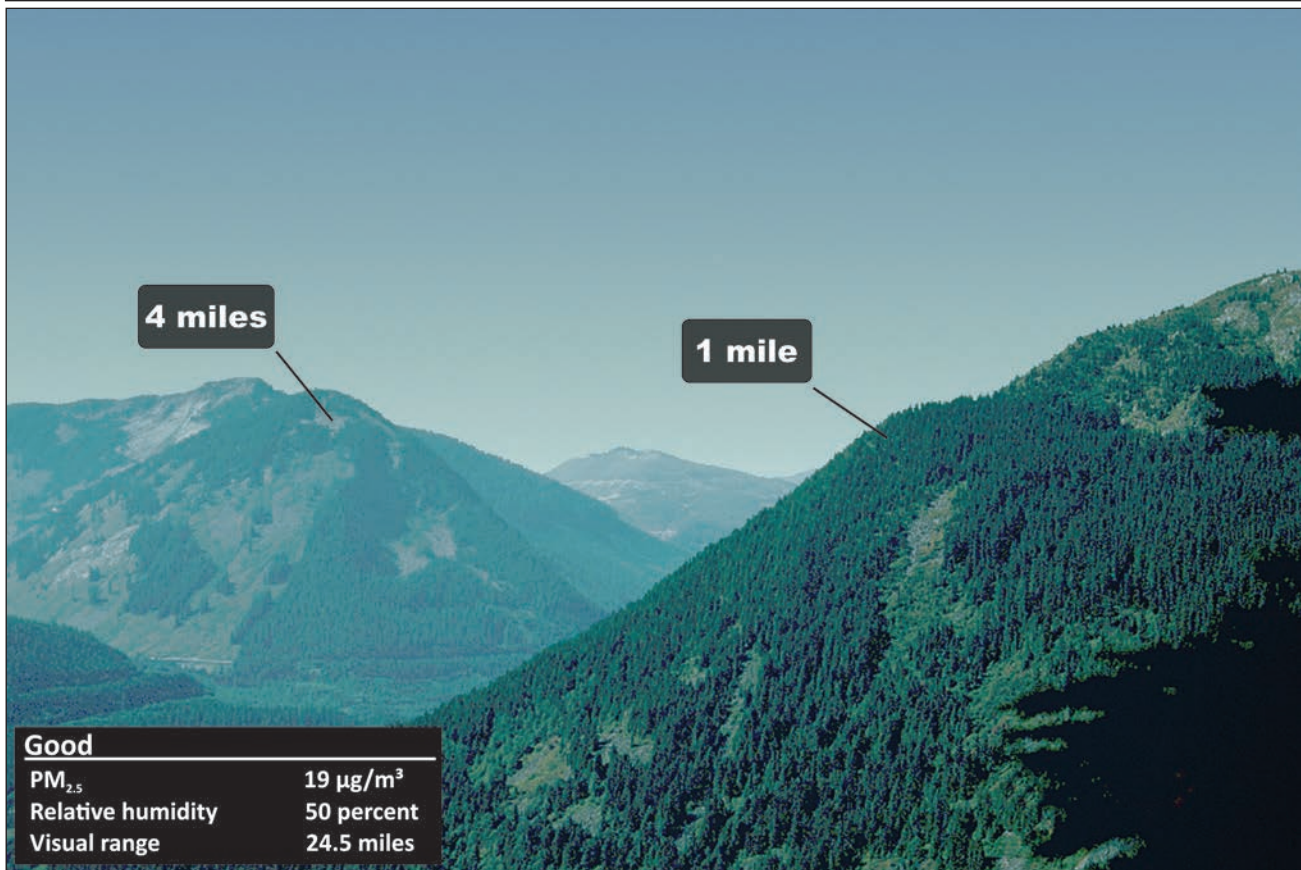 4 miles
1 mile
Good
PM₂.₅ 19 µg/m³
Relative humidity 50 percent
Visual range 24.5 miles